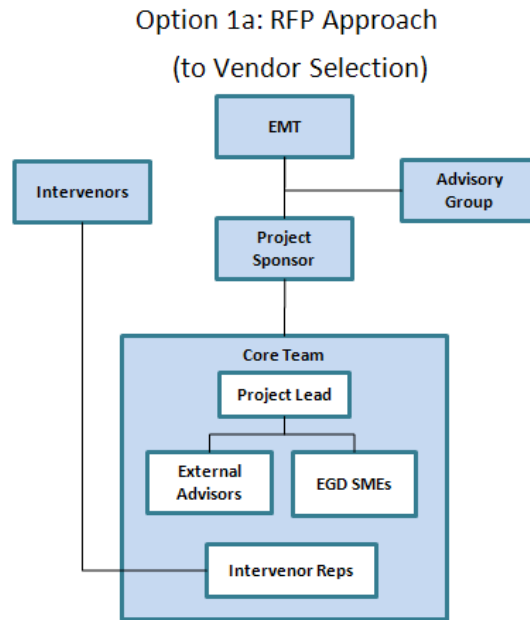 Option 1a: RFP Approach
(to Vendor Selection)
EMT
Intervenors
Advisory
Group
Project
Sponsor
Core Team
Project Lead
External
Advisors
EGD SMEs
Intervenor Reps